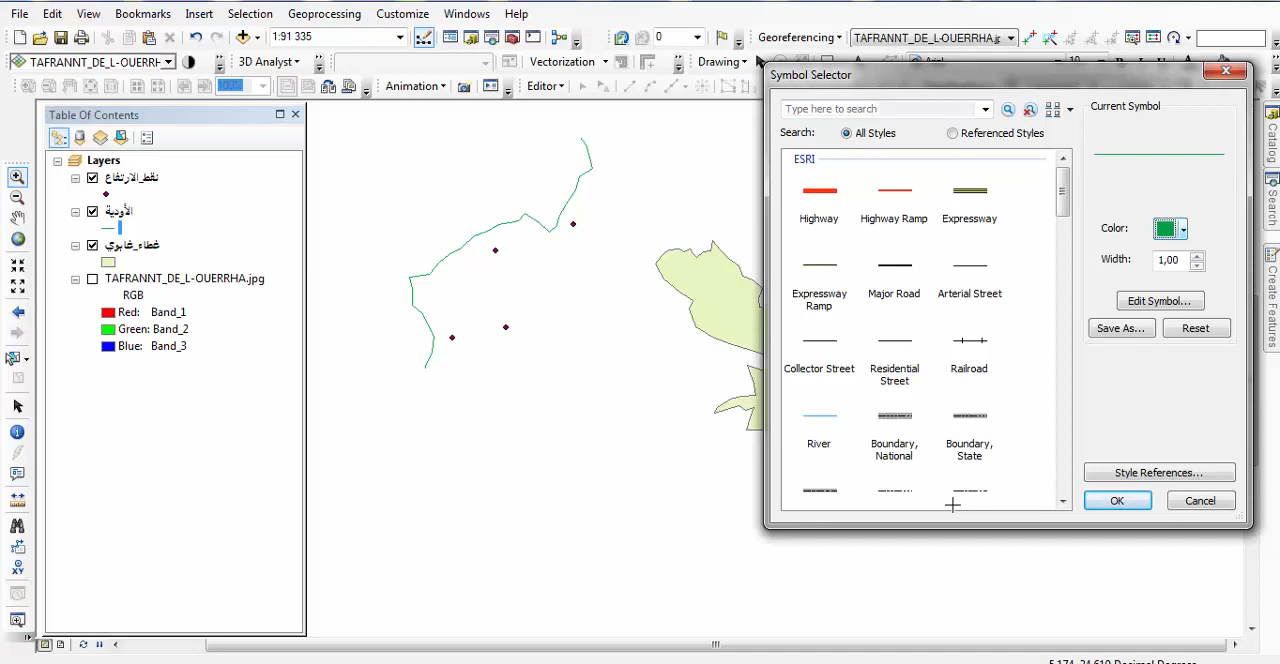 File Edit View Bookmarks Insert Selection Geoprocessing Customize Windows Help
1:91 335
0
Georeferencing
TAFRANNT_DE_L-OUERRHA.jp
TAFRANNT_DE_L-OUERRH
3D Analyst
Vectorization
Drawing
100%
Animation
Editor
Table Of Contents
Layers
نقط_الارتفاع
الأودية
غطاء_غابوي
TAFRANNT_DE_L-OUERRHA.jpg
RGB
Red: Band_1
Green: Band_2
Blue: Band_3
XY
Symbol Selector
Type here to search
Search: All Styles Referenced Styles
ESRI
Highway Highway Ramp Expressway
Expressway Ramp Major Road Arterial Street
Collector Street Residential Street Railroad
River Boundary, National Boundary, State
Current Symbol
Color:
Width: 1,00
Edit Symbol...
Save As... Reset
Style References...
OK Cancel
Catalog
Search
Create Features